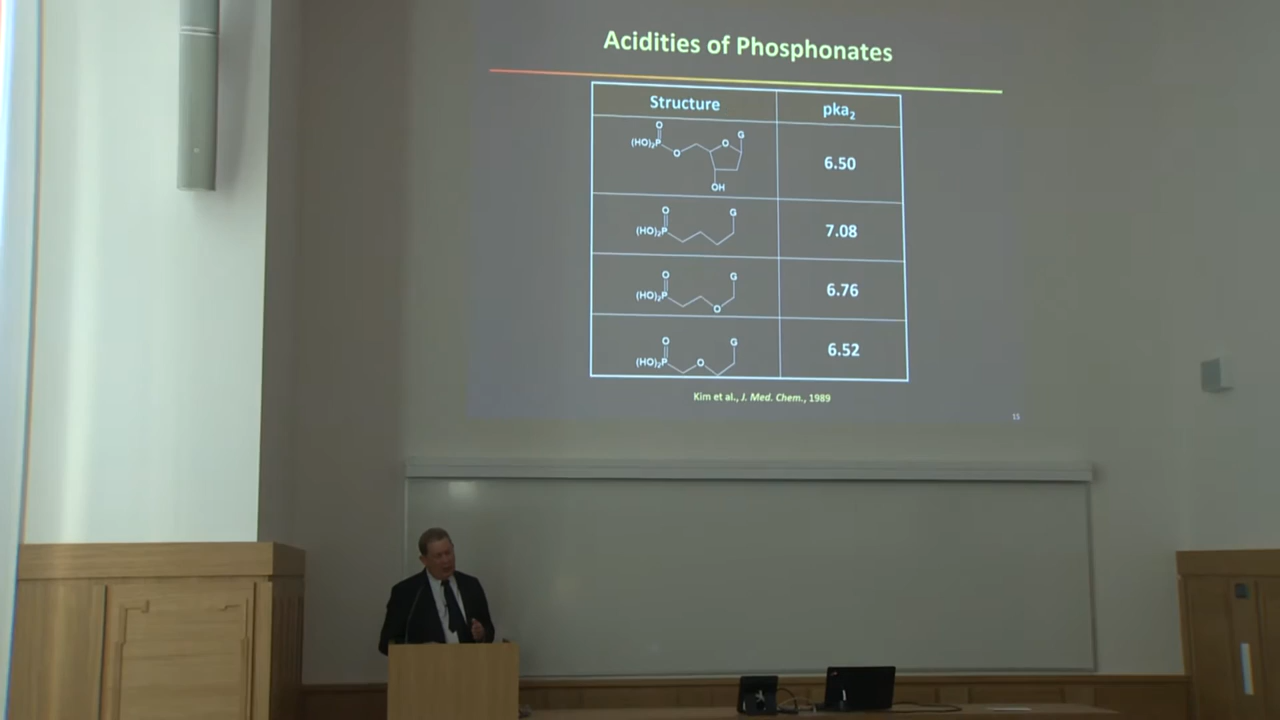 Acidities of Phosphonates
Structure pka₂
O
(HO)₂P O O G
OH
6.50
O G
(HO)₂P
7.08
O G
(HO)₂P O
6.76
O G
(HO)₂P O
6.52
Kim et al., J. Med. Chem., 1989
15